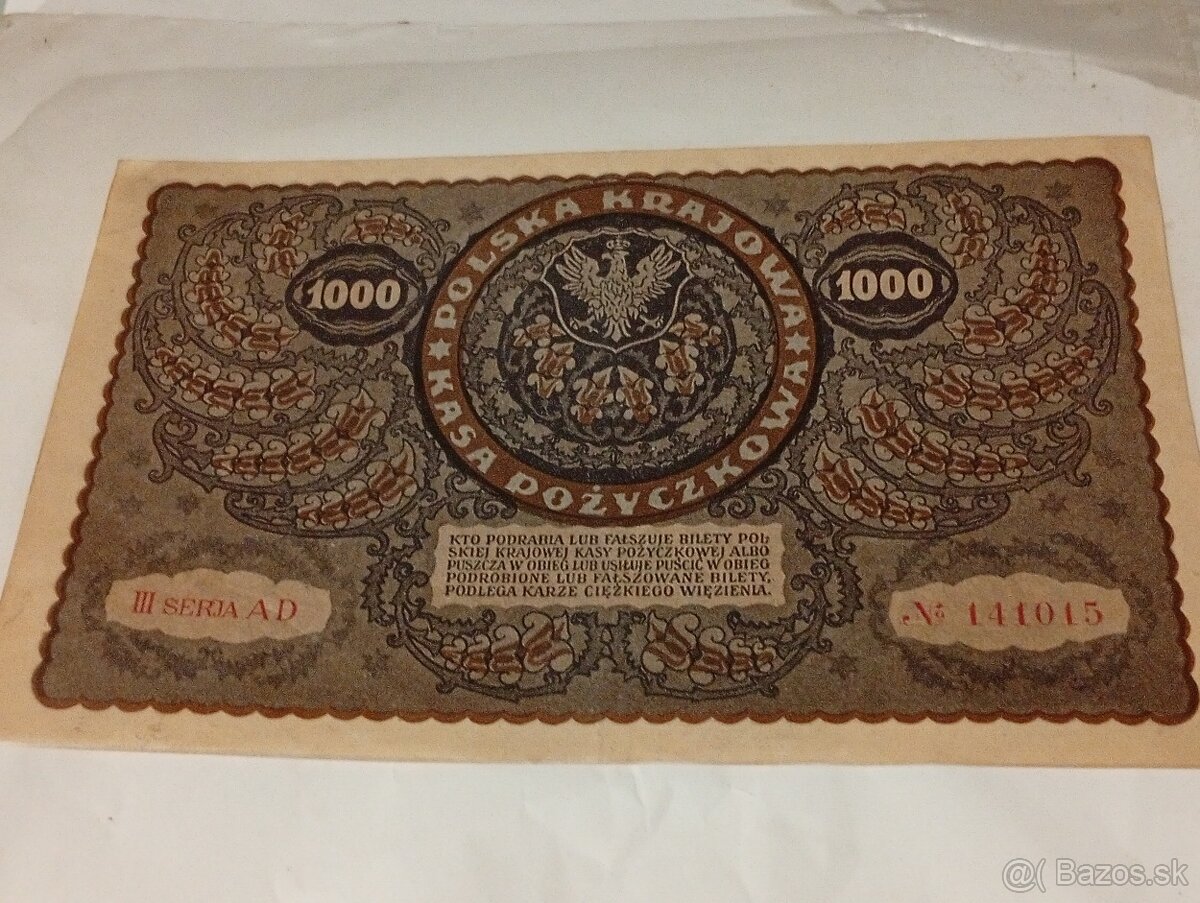 POLSKA KRAJOWA
KASA POŻYCZKOWA
1000
1000
KTO PODRABIA LUB FAŁSZUJE BILETY POL
SKIEJ KRAJOWEJ KASY POŻYCZKOWEJ ALBO
PUSZCZA W OBIEG LUB USIŁUJE PUŚCIĆ W OBIEG
PODROBIONE LUB FAŁSZOWANE BILETY,
PODLEGA KARZE CIĘŻKIEGO WIĘZIENIA.
III SERJA AD
№ 141015
@( Bazos.sk